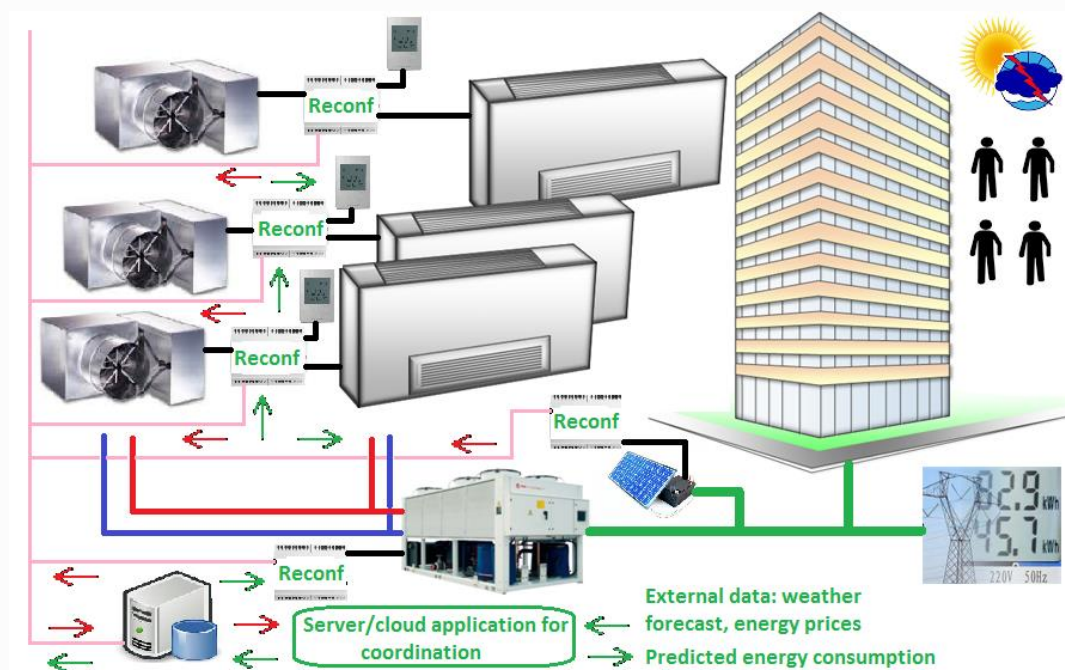 Reconf
Reconf
Reconf
Reconf
Reconf
82.9 kWh
45.7 kWh
220V 50Hz
Server/cloud application for
coordination
External data: weather
forecast, energy prices
Predicted energy consumption